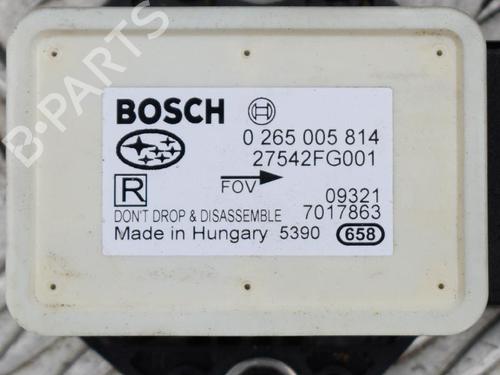 BOSCH
0 265 005 814
27542FG001
R
FOV
09321
DON'T DROP & DISASSEMBLE 7017863
Made in Hungary 5390 658
B-PARTS